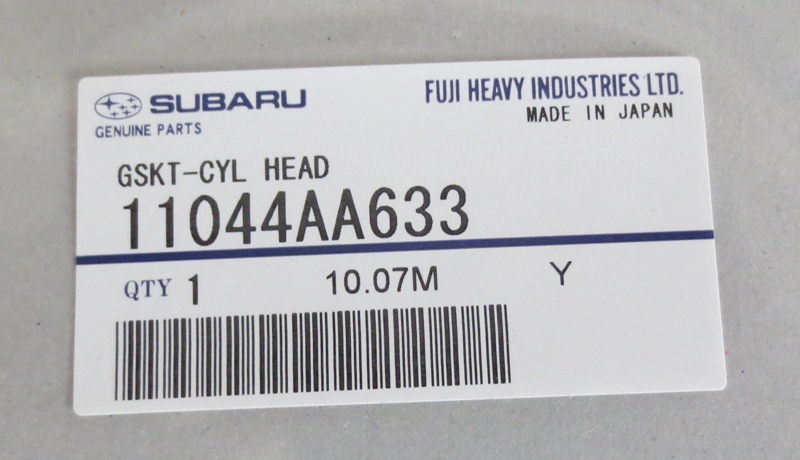 SUBARU
GENUINE PARTS
FUJI HEAVY INDUSTRIES LTD.
MADE IN JAPAN
GSKT-CYL HEAD
11044AA633
QTY 1 10.07M Y